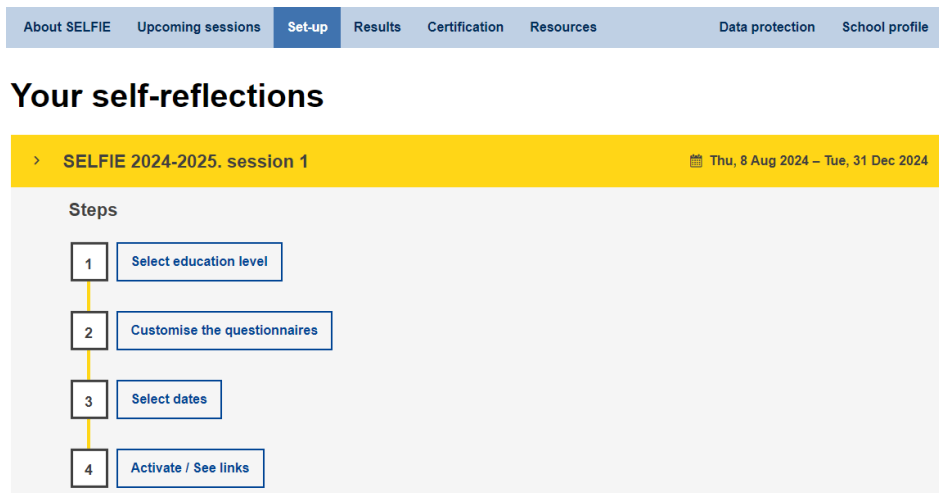 About SELFIE Upcoming sessions Set-up Results Certification Resources Data protection School profile
Your self-reflections
SELFIE 2024-2025. session 1 Thu, 8 Aug 2024 – Tue, 31 Dec 2024
Steps
1 Select education level
2 Customise the questionnaires
3 Select dates
4 Activate / See links